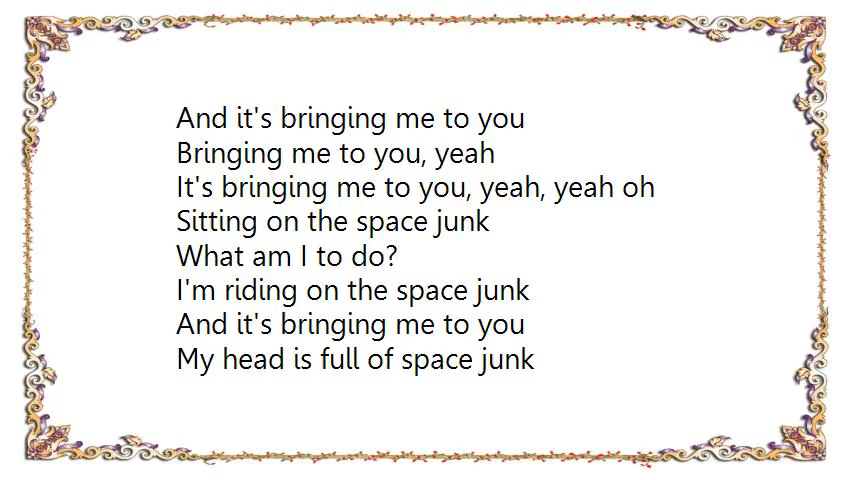 And it's bringing me to you
Bringing me to you, yeah
It's bringing me to you, yeah, yeah oh
Sitting on the space junk
What am I to do?
I'm riding on the space junk
And it's bringing me to you
My head is full of space junk